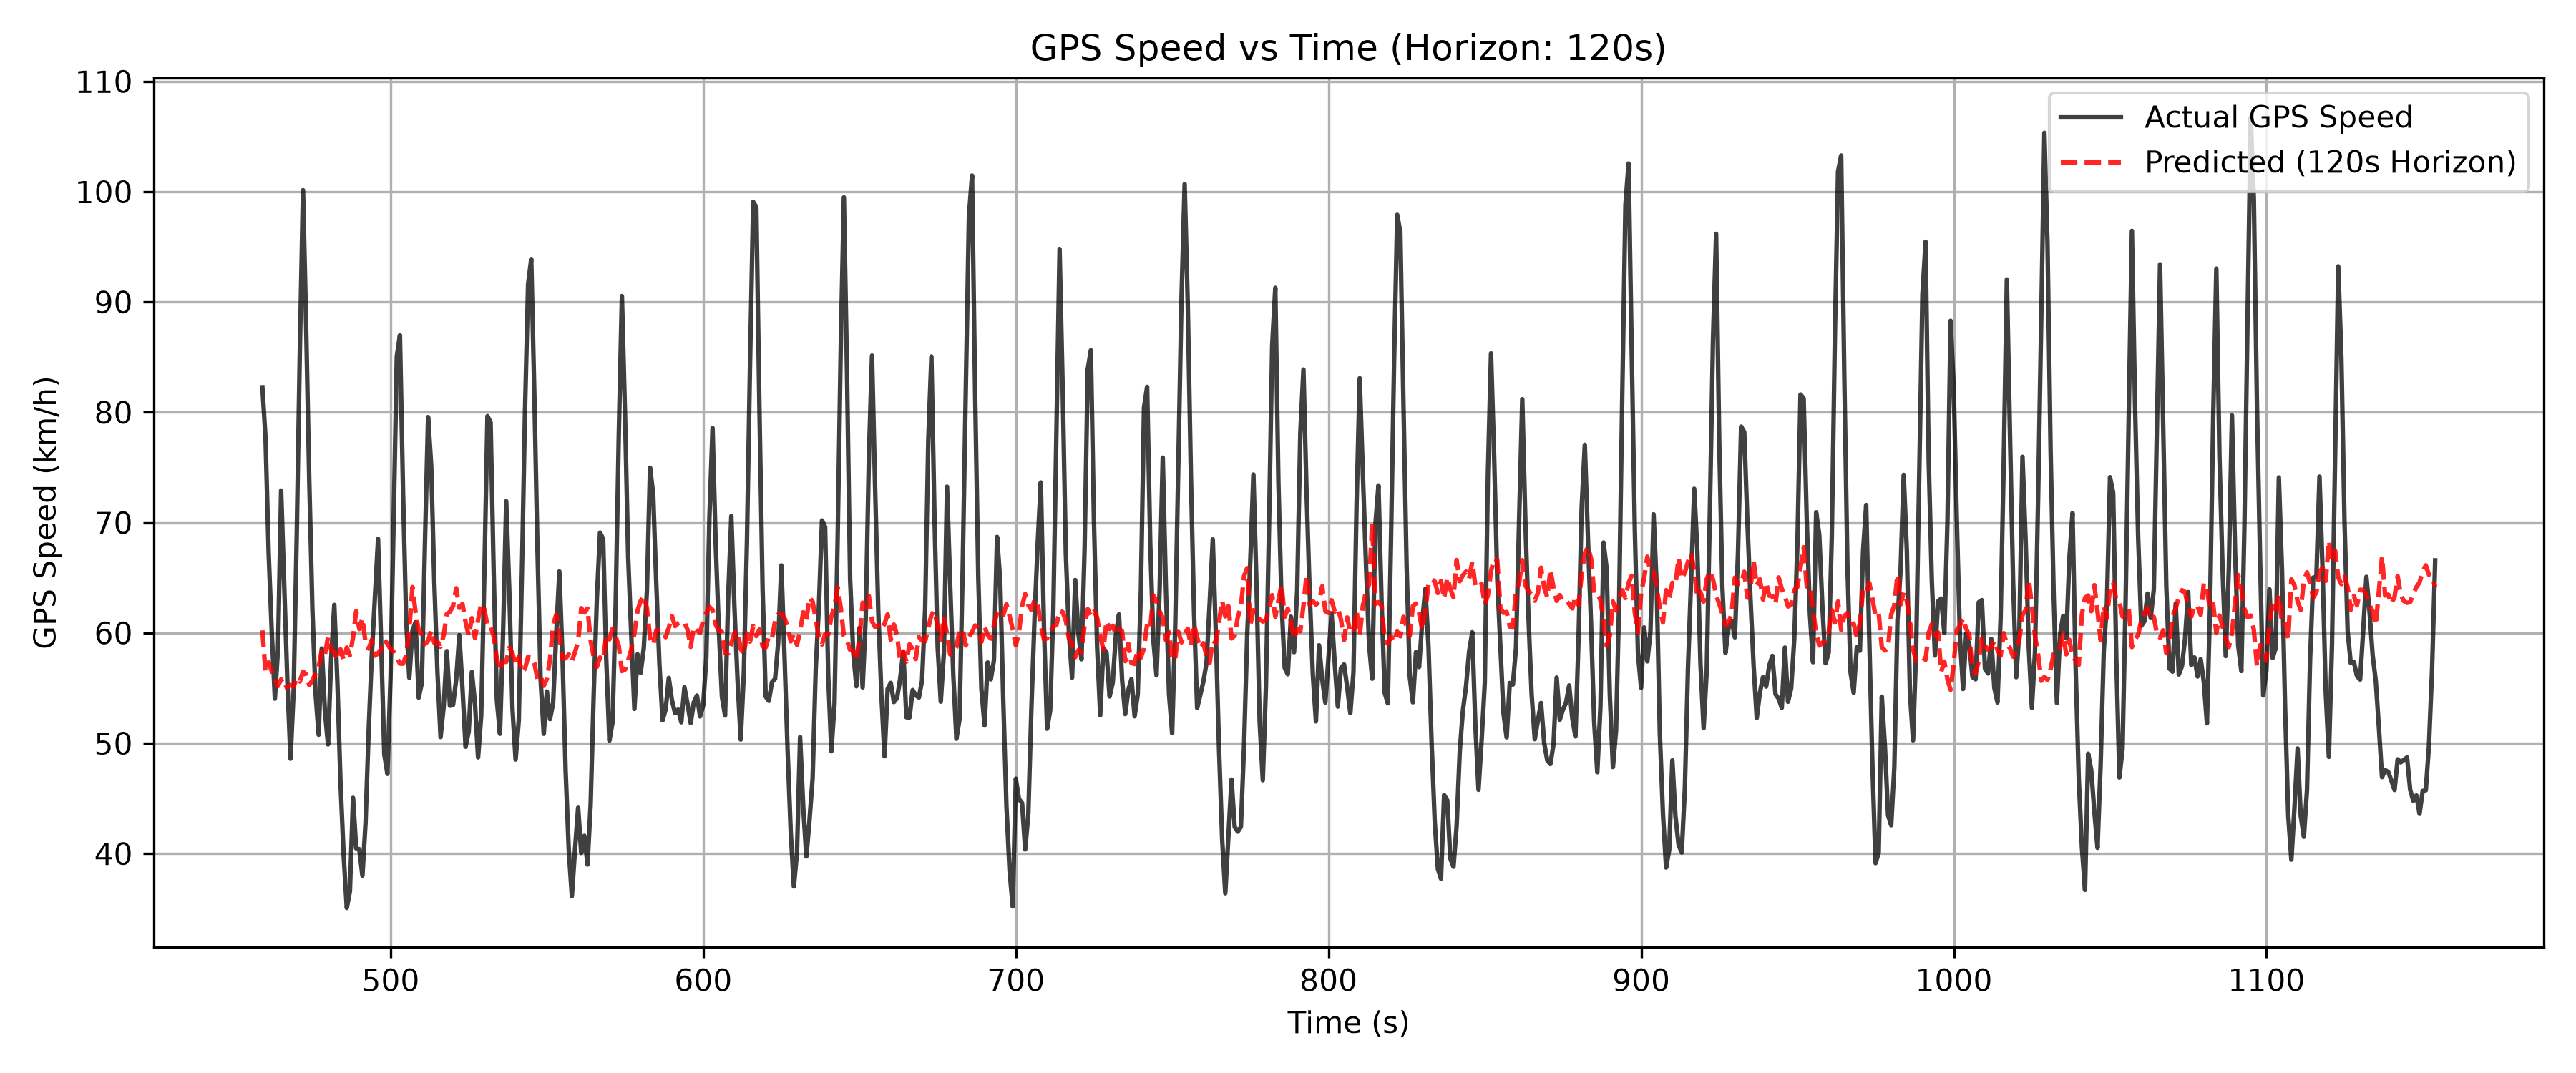 GPS Speed vs Time (Horizon: 120s)
Actual GPS Speed
Predicted (120s Horizon)
110
100
90
80
70
60
50
40
GPS Speed (km/h)
500 600 700 800 900 1000 1100
Time (s)